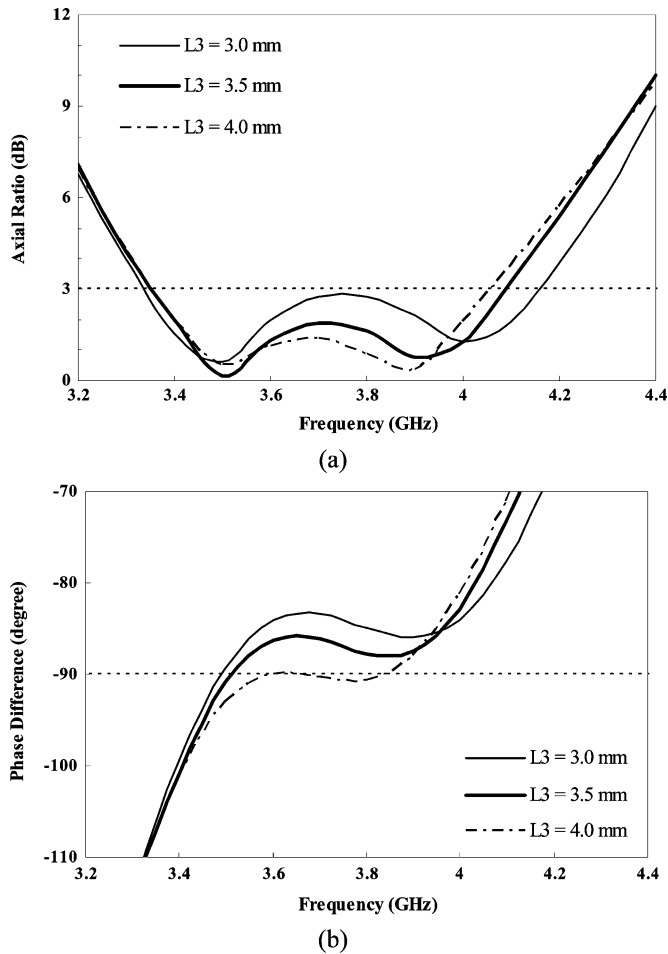 12
9
6
3
0
Axial Ratio (dB)
L3 = 3.0 mm
L3 = 3.5 mm
L3 = 4.0 mm
3.2 3.4 3.6 3.8 4 4.2 4.4
Frequency (GHz)
(a)
-70
-80
-90
-100
-110
Phase Difference (degree)
L3 = 3.0 mm
L3 = 3.5 mm
L3 = 4.0 mm
3.2 3.4 3.6 3.8 4 4.2 4.4
Frequency (GHz)
(b)